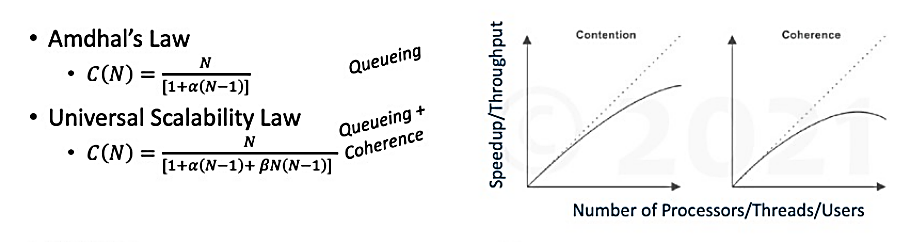 • Amdhal's Law
• C(N) = N / [1+α(N−1)]
Queueing
• Universal Scalability Law
• C(N) = N / [1+α(N−1)+ βN(N−1)]
Queueing +
Coherence
Speedup/Throughput
Contention
Coherence
© 2021
Number of Processors/Threads/Users